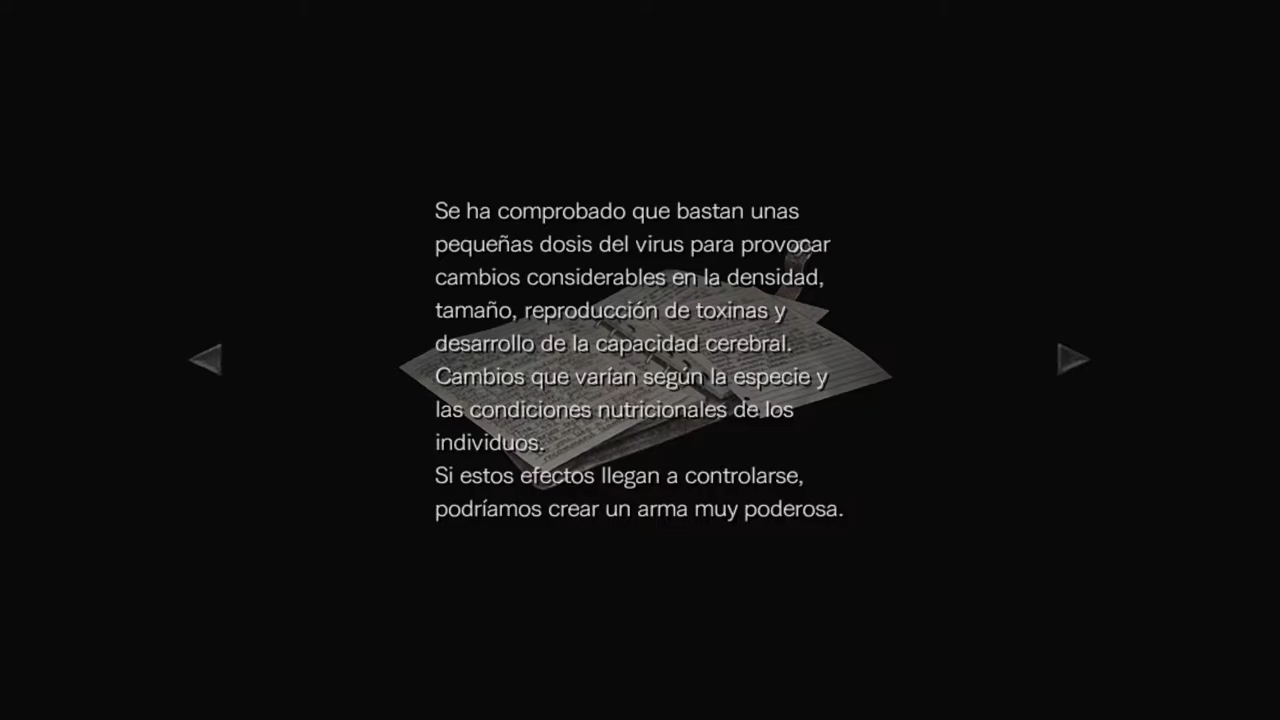 Se ha comprobado que bastan unas
pequeñas dosis del virus para provocar
cambios considerables en la densidad,
tamaño, reproducción de toxinas y
desarrollo de la capacidad cerebral.
Cambios que varían según la especie y
las condiciones nutricionales de los
individuos.
Si estos efectos llegan a controlarse,
podríamos crear un arma muy poderosa.